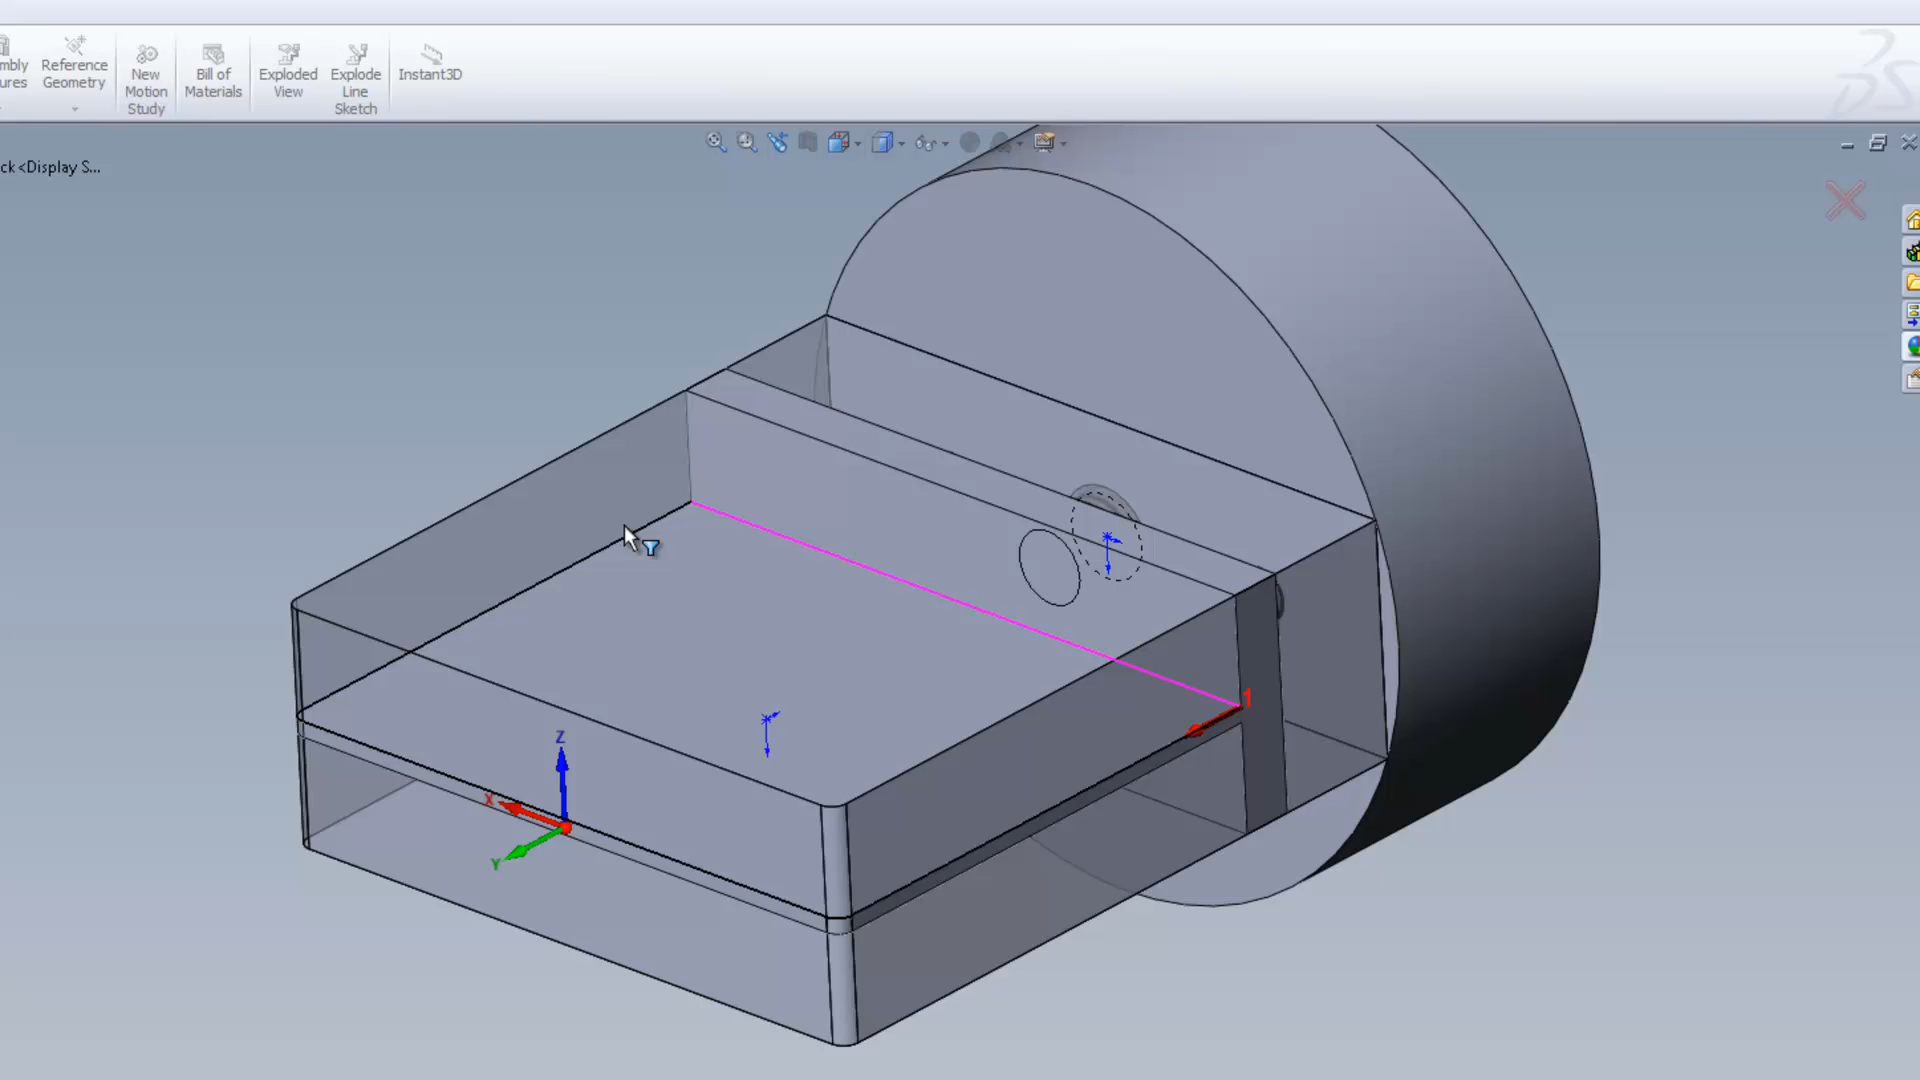 mbly
ures
Reference
Geometry
New
Motion
Study
Bill of
Materials
Exploded
View
Explode
Line
Sketch
Instant3D
ck<Display S...
1
Z
X
Y